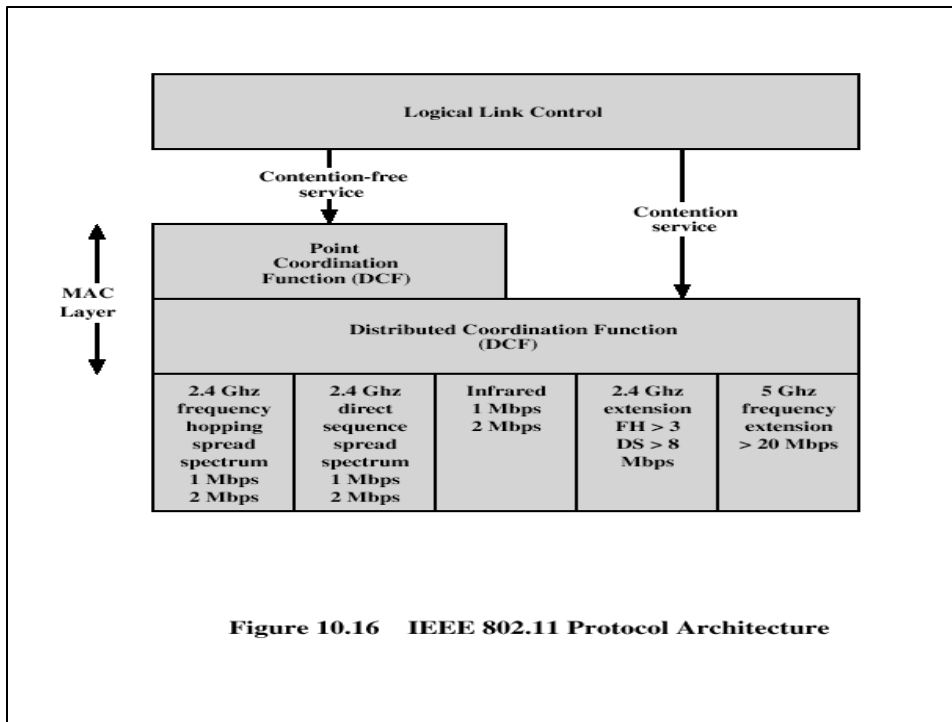 Logical Link Control
Contention-free
service
Contention
service
Point
Coordination
Function (DCF)
MAC
Layer
Distributed Coordination Function
(DCF)
2.4 Ghz
frequency
hopping
spread
spectrum
1 Mbps
2 Mbps
2.4 Ghz
direct
sequence
spread
spectrum
1 Mbps
2 Mbps
Infrared
1 Mbps
2 Mbps
2.4 Ghz
extension
FH > 3
DS > 8
Mbps
5 Ghz
frequency
extension
> 20 Mbps
Figure 10.16 IEEE 802.11 Protocol Architecture